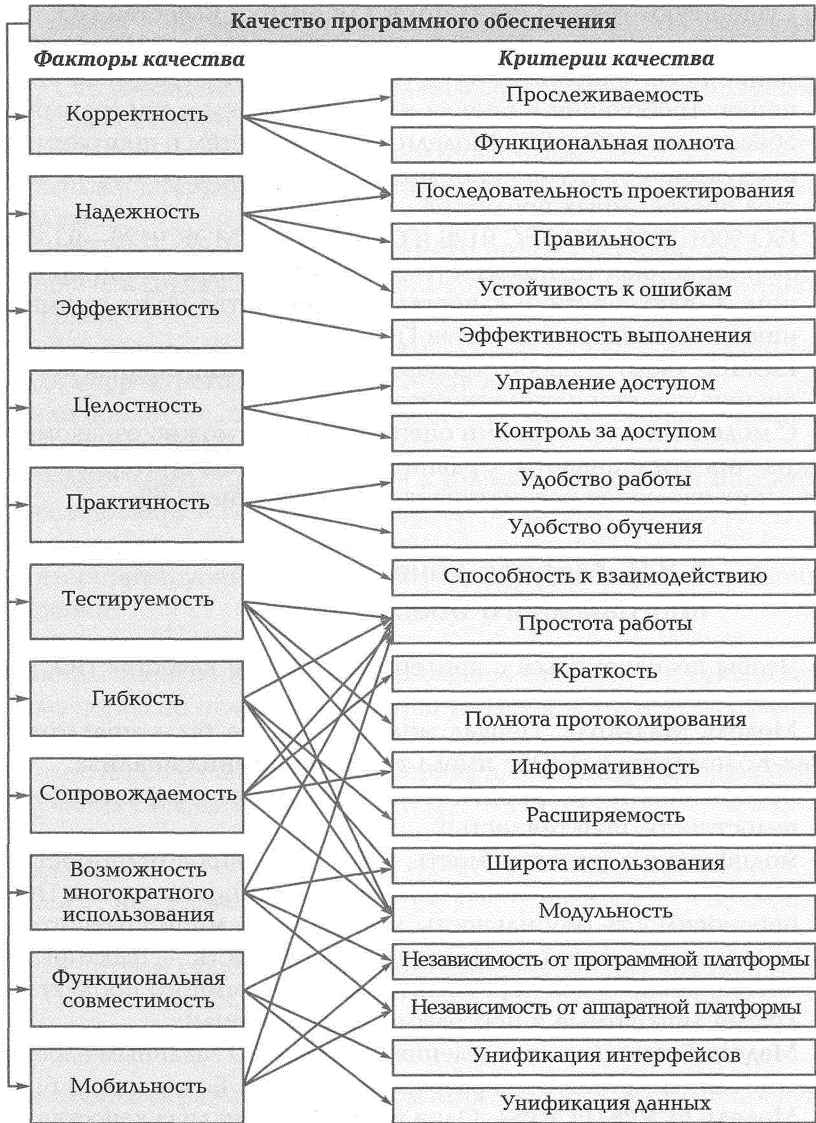 Качество программного обеспечения
Факторы качества
Критерии качества
Корректность
Надежность
Эффективность
Целостность
Практичность
Тестируемость
Гибкость
Сопровождаемость
Возможность
многократного
использования
Функциональная
совместимость
Мобильность
Прослеживаемость
Функциональная полнота
Последовательность проектирования
Правильность
Устойчивость к ошибкам
Эффективность выполнения
Управление доступом
Контроль за доступом
Удобство работы
Удобство обучения
Способность к взаимодействию
Простота работы
Краткость
Полнота протоколирования
Информативность
Расширяемость
Широта использования
Модульность
Независимость от программной платформы
Независимость от аппаратной платформы
Унификация интерфейсов
Унификация данных